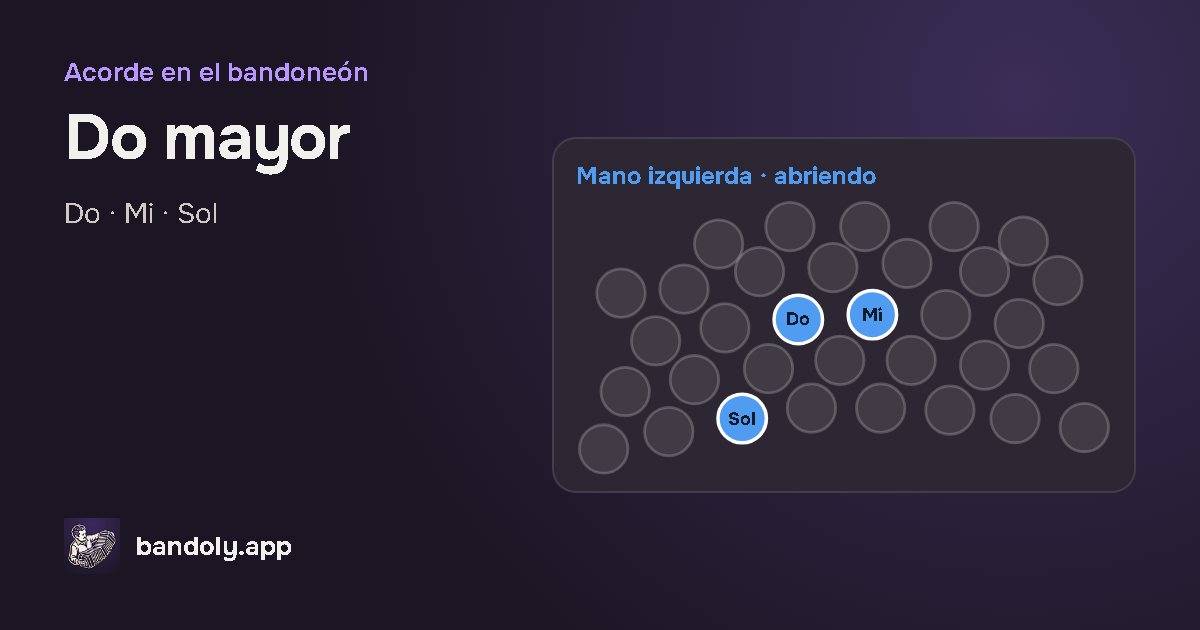 Acorde en el bandoneón
Do mayor
Do · Mi · Sol
Mano izquierda · abriendo
Do
Mi
Sol
bandoly.app